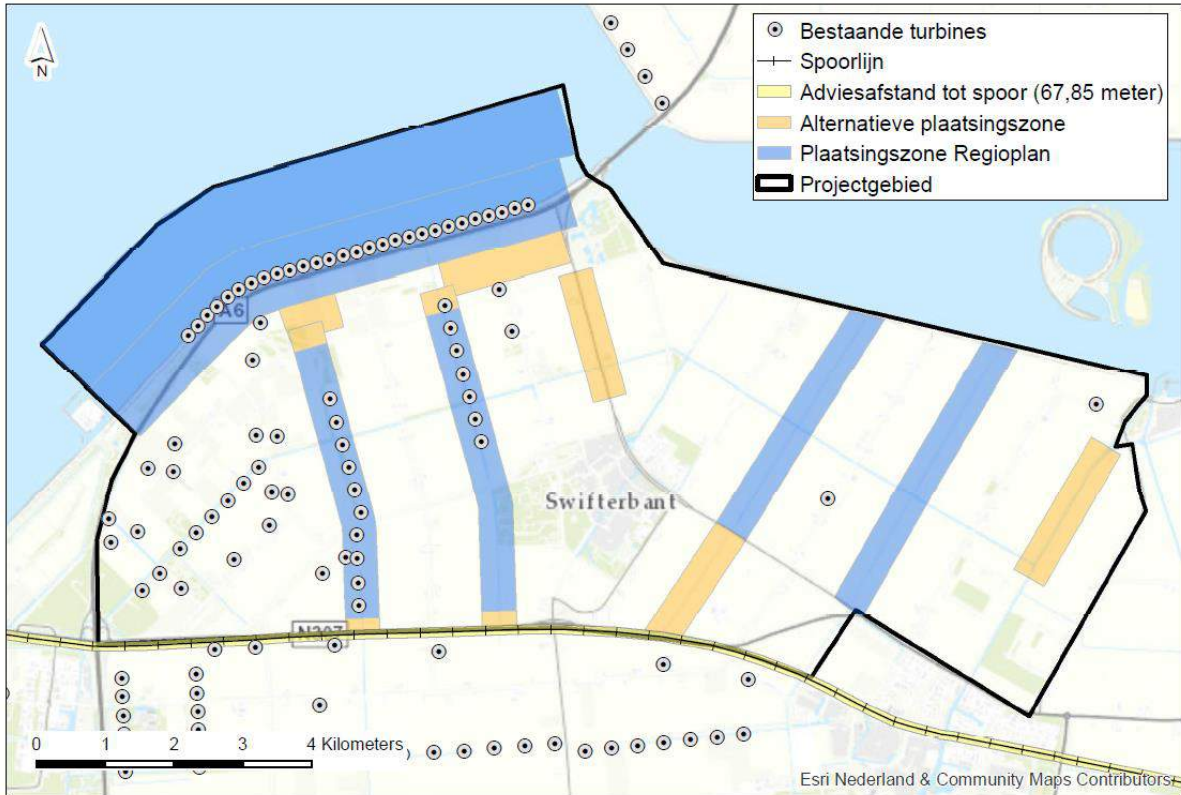 N
Bestaande turbines
Spoorlijn
Adviesafstand tot spoor (67,85 meter)
Alternatieve plaatsingszone
Plaatsingszone Regioplan
Projectgebied
A6
Swifterbant
N307
0 1 2 3 4 Kilometers
Esri Nederland & Community Maps Contributors